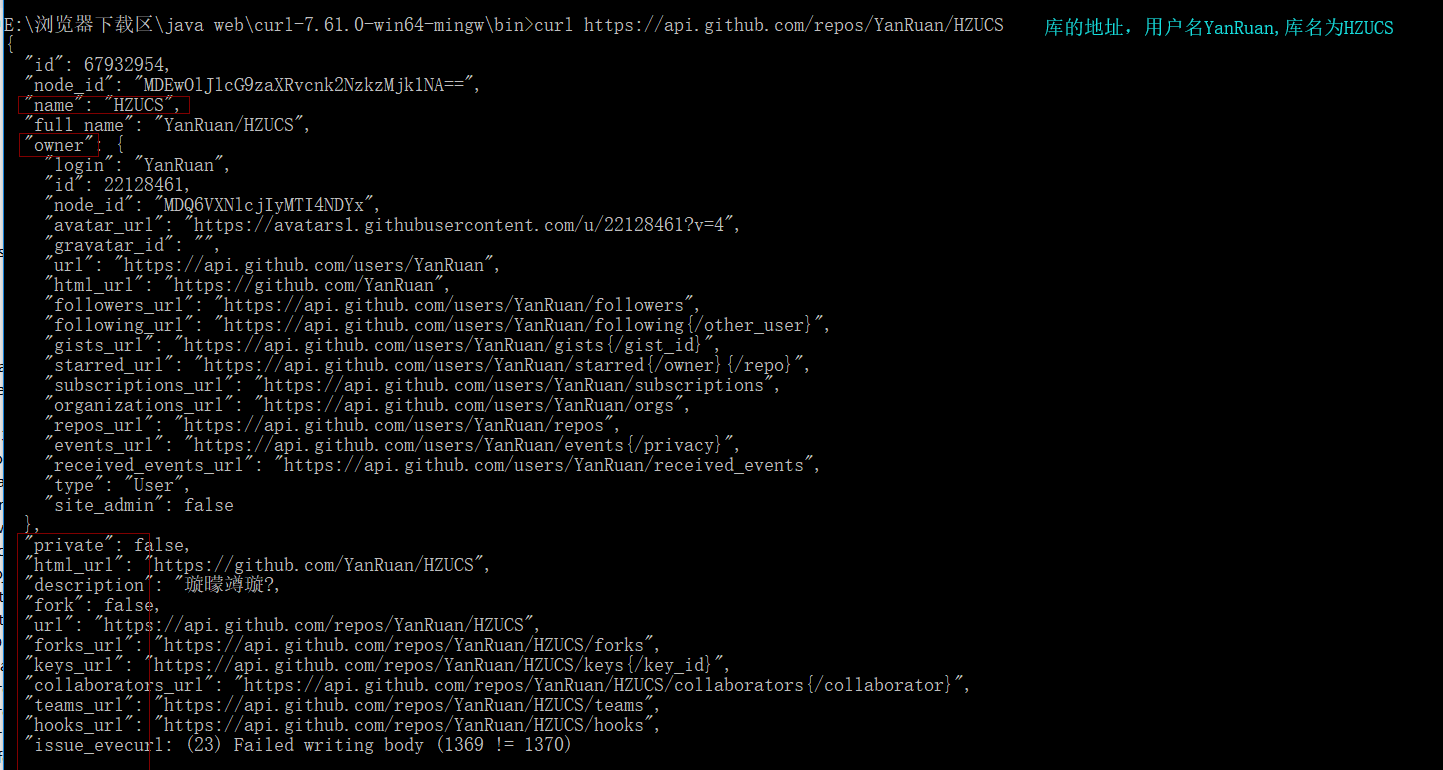 E:\浏览器下载区\java web\curl-7.61.0-win64-mingw\bin>curl https://api.github.com/repos/YanRuan/HZUCS 库的地址，用户名YanRuan,库名为HZUCS
{
"id": 67932954,
"node_id": "MDEwOlJlcG9zaXRvcnk2NzkzMjk1NA==",
"name": "HZUCS",
"full_name": "YanRuan/HZUCS",
"owner": {
"login": "YanRuan",
"id": 22128461,
"node_id": "MDQ6VXNlcjIyMTI4NDYx",
"avatar_url": "https://avatars1.githubusercontent.com/u/22128461?v=4",
"gravatar_id": "",
"url": "https://api.github.com/users/YanRuan",
"html_url": "https://github.com/YanRuan",
"followers_url": "https://api.github.com/users/YanRuan/followers",
"following_url": "https://api.github.com/users/YanRuan/following{/other_user}",
"gists_url": "https://api.github.com/users/YanRuan/gists{/gist_id}",
"starred_url": "https://api.github.com/users/YanRuan/starred{/owner}{/repo}",
"subscriptions_url": "https://api.github.com/users/YanRuan/subscriptions",
"organizations_url": "https://api.github.com/users/YanRuan/orgs",
"repos_url": "https://api.github.com/users/YanRuan/repos",
"events_url": "https://api.github.com/users/YanRuan/events{/privacy}",
"received_events_url": "https://api.github.com/users/YanRuan/received_events",
"type": "User",
"site_admin": false
},
"private": false,
"html_url": "https://github.com/YanRuan/HZUCS",
"description": "璇曚竴璇?,
"fork": false,
"url": "https://api.github.com/repos/YanRuan/HZUCS",
"forks_url": "https://api.github.com/repos/YanRuan/HZUCS/forks",
"keys_url": "https://api.github.com/repos/YanRuan/HZUCS/keys{/key_id}",
"collaborators_url": "https://api.github.com/repos/YanRuan/HZUCS/collaborators{/collaborator}",
"teams_url": "https://api.github.com/repos/YanRuan/HZUCS/teams",
"hooks_url": "https://api.github.com/repos/YanRuan/HZUCS/hooks",
"issue_evecurl: (23) Failed writing body (1369 != 1370)